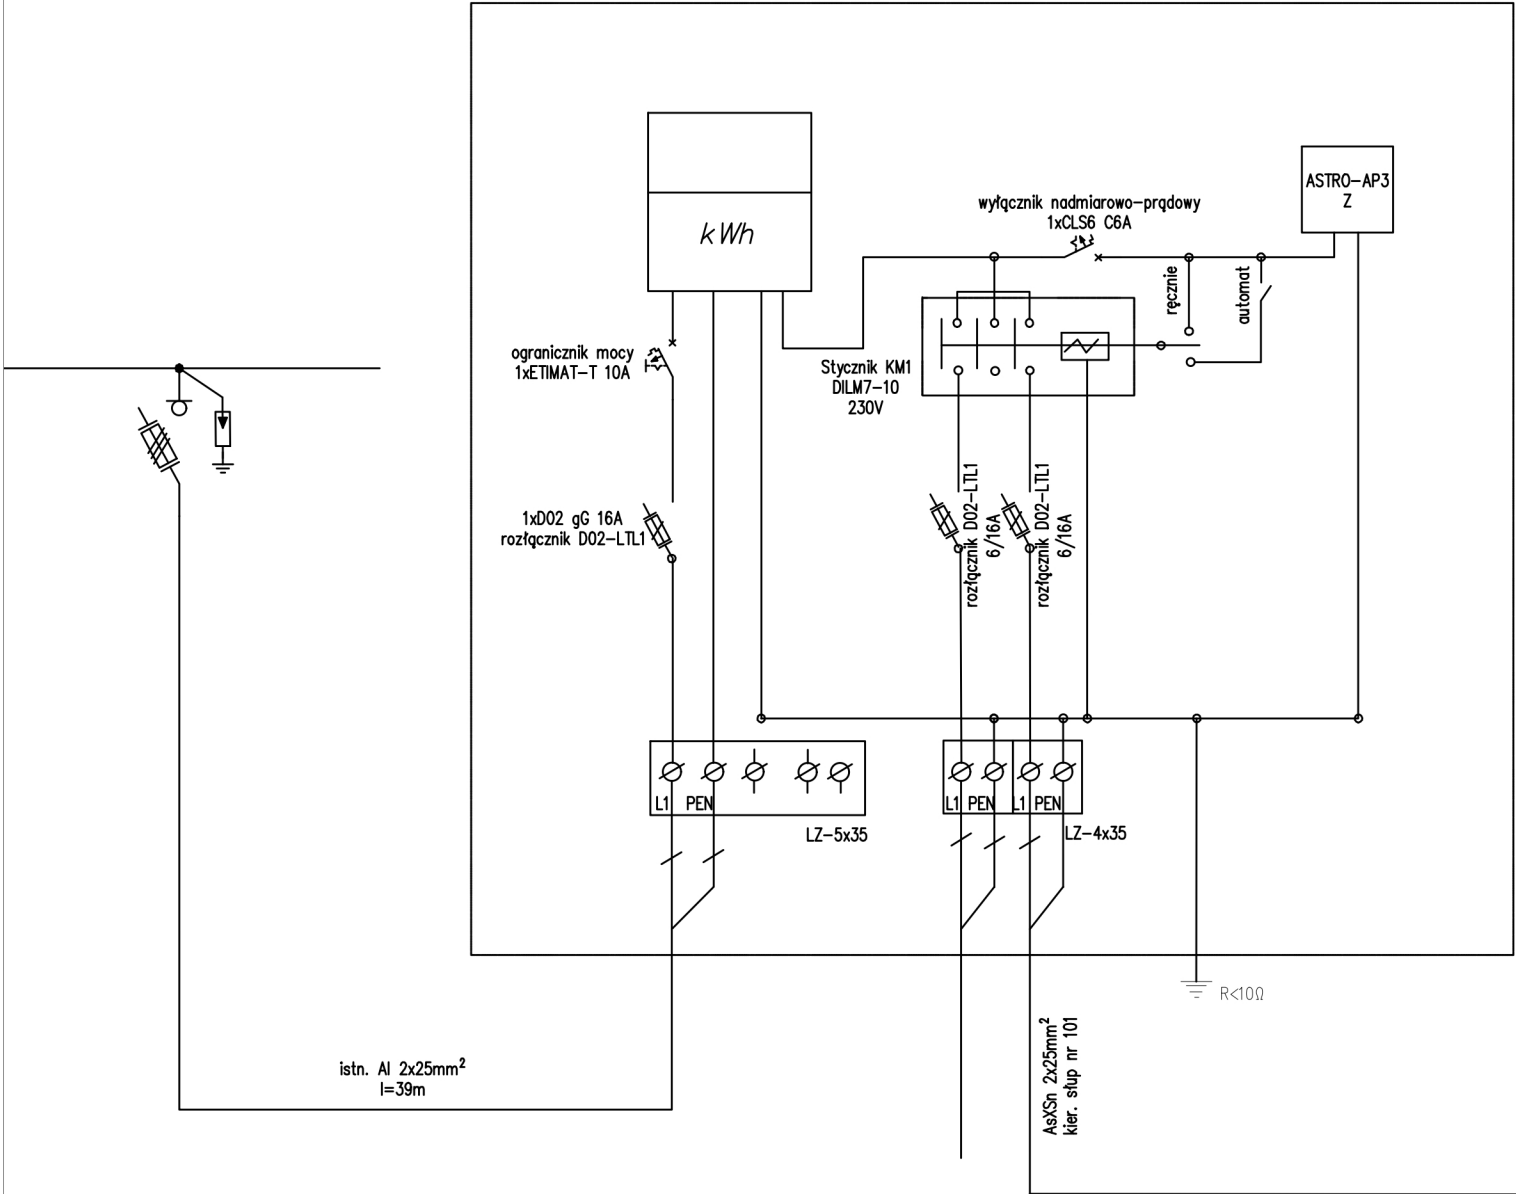 kWh
ASTRO-AP3
Z
wyłącznik nadmiarowo-prądowy
1xCLS6 C6A
ręcznie
automat
ogranicznik mocy
1xETIMAT-T 10A
Stycznik KM1
DILM7-10
230V
1xD02 gG 16A
rozłącznik D02-LTL1
rozłącznik D02-LTL1
6/16A
rozłącznik D02-LTL1
6/16A
L1 PEN
LZ-5x35
L1 PEN
L1 PEN
LZ-4x35
R<10Ω
istn. Al 2x25mm²
l=39m
AsXSn 2x25mm²
kier. słup nr 101